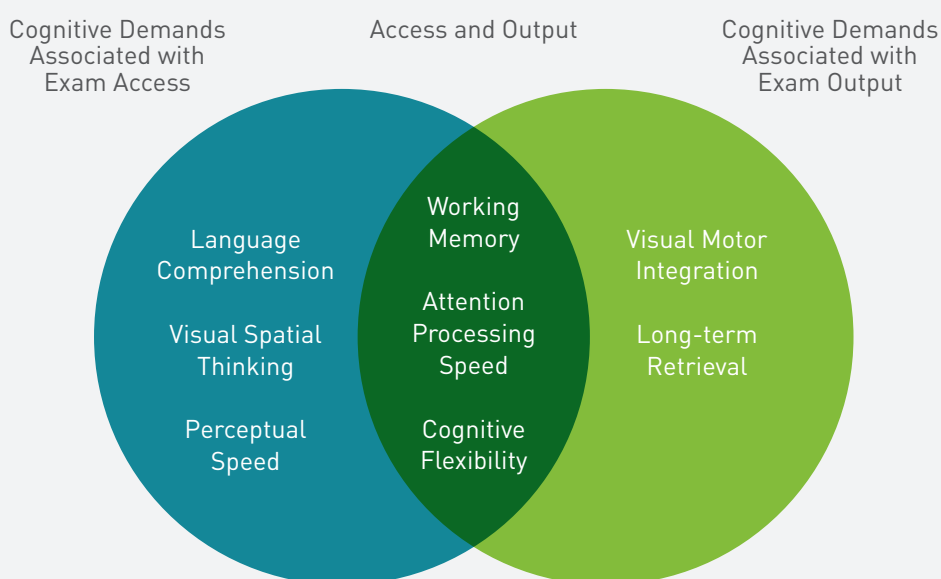 Cognitive Demands
Associated with
Exam Access
Access and Output
Cognitive Demands
Associated with
Exam Output
Language
Comprehension
Visual Spatial
Thinking
Perceptual
Speed
Working
Memory
Attention
Processing
Speed
Cognitive
Flexibility
Visual Motor
Integration
Long-term
Retrieval